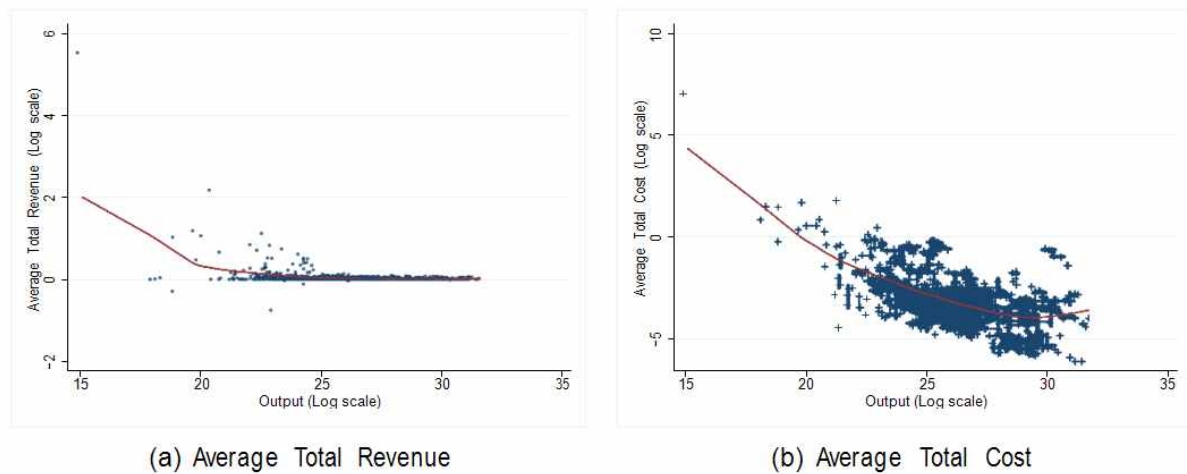 Average Total Revenue (Log scale)
6
4
2
0
−2
15 20 25 30 35
Output (Log scale)
(a) Average Total Revenue
Average Total Cost (Log scale)
10
5
0
−5
15 20 25 30 35
Output (Log scale)
(b) Average Total Cost